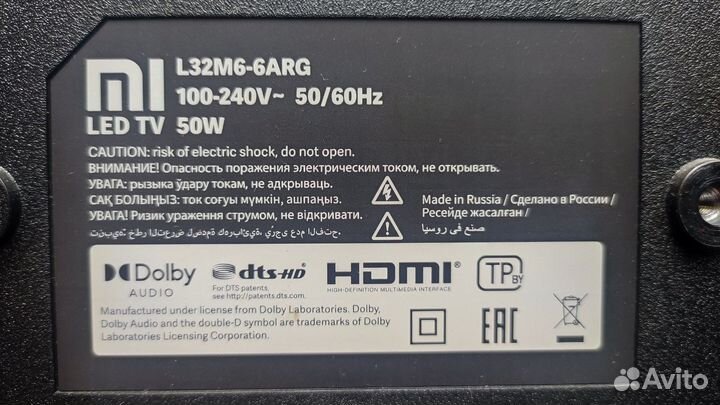 mi
L32M6-6ARG
100-240V~ 50/60Hz
LED TV 50W
CAUTION: risk of electric shock, do not open.
ВНИМАНИЕ! Опасность поражения электрическим током, не открывать.
УВАГА: рызыка ўдару токам, не адкрываць.
САҚ БОЛЫҢЫЗ: ток соғуы мүмкін, ашпаңыз.
УВАГА! Ризик ураження струмом, не відкривати.
تنبيه: خطر التعرض لصدمة كهربائية، يُرجى عدم الفتح.
Made in Russia / Сделано в России /
Ресейде жасалған /
صنع في روسيا
Dolby
AUDIO
dts-HD
For DTS patents,
see http://patents.dts.com.
HDMI
HIGH-DEFINITION MULTIMEDIA INTERFACE
TP BY
Manufactured under license from Dolby Laboratories. Dolby,
Dolby Audio and the double-D symbol are trademarks of Dolby
Laboratories Licensing Corporation.
EAC
Avito